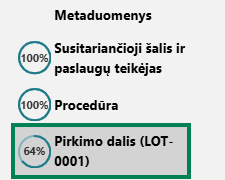 Metaduomenys
100% Susitariančioji šalis ir
paslaugų teikėjas
100% Procedūra
64% Pirkimo dalis (LOT-
0001)